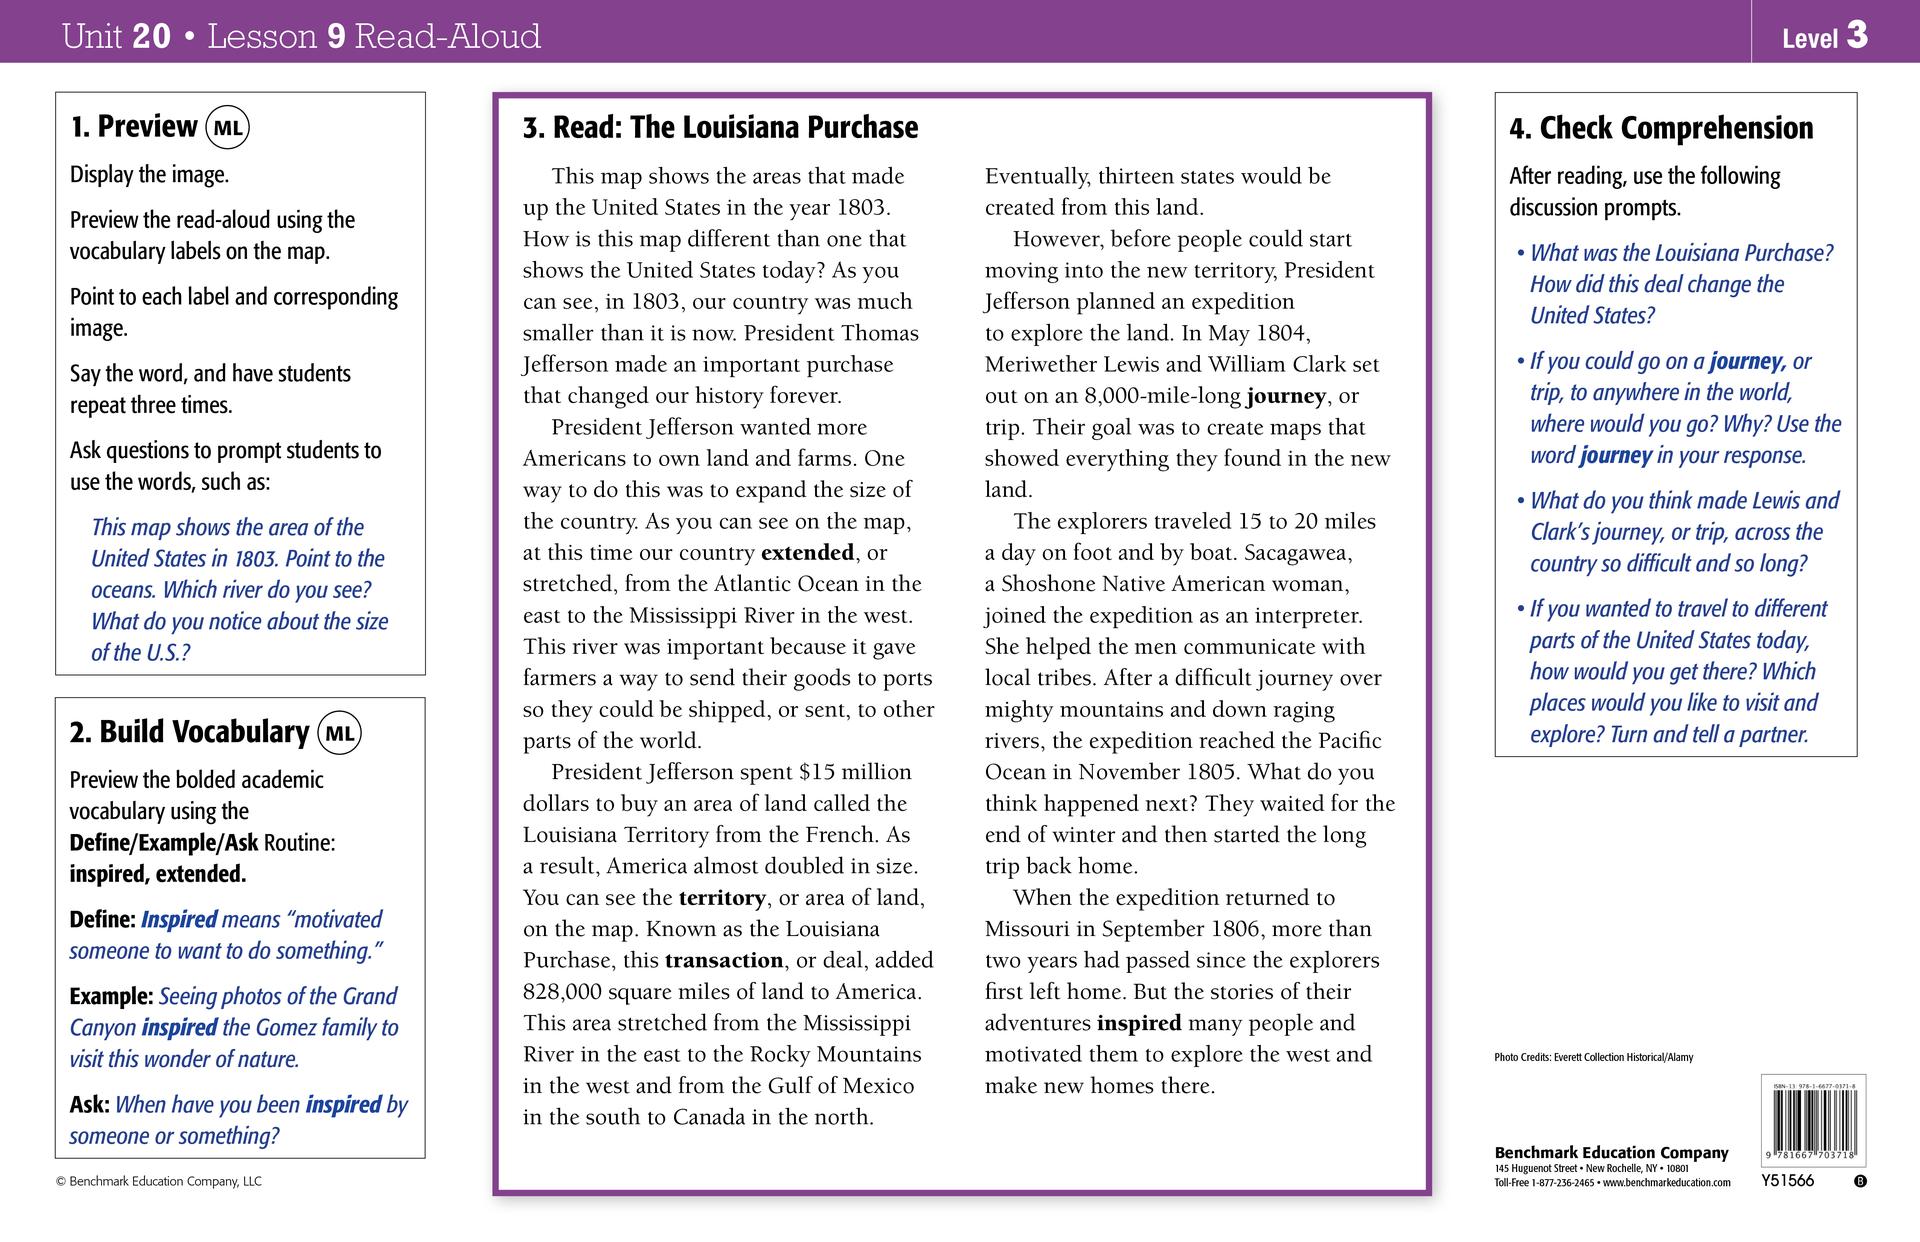 Unit 20 • Lesson 9 Read-Aloud
Level 3
1. Preview ML
Display the image.
Preview the read-aloud using the
vocabulary labels on the map.
Point to each label and corresponding
image.
Say the word, and have students
repeat three times.
Ask questions to prompt students to
use the words, such as:
This map shows the area of the
United States in 1803. Point to the
oceans. Which river do you see?
What do you notice about the size
of the U.S.?
2. Build Vocabulary ML
Preview the bolded academic
vocabulary using the
Define/Example/Ask Routine:
inspired, extended.
Define: Inspired means “motivated
someone to want to do something.”
Example: Seeing photos of the Grand
Canyon inspired the Gomez family to
visit this wonder of nature.
Ask: When have you been inspired by
someone or something?
© Benchmark Education Company, LLC
3. Read: The Louisiana Purchase
This map shows the areas that made
up the United States in the year 1803.
How is this map different than one that
shows the United States today? As you
can see, in 1803, our country was much
smaller than it is now. President Thomas
Jefferson made an important purchase
that changed our history forever.
President Jefferson wanted more
Americans to own land and farms. One
way to do this was to expand the size of
the country. As you can see on the map,
at this time our country extended, or
stretched, from the Atlantic Ocean in the
east to the Mississippi River in the west.
This river was important because it gave
farmers a way to send their goods to ports
so they could be shipped, or sent, to other
parts of the world.
President Jefferson spent $15 million
dollars to buy an area of land called the
Louisiana Territory from the French. As
a result, America almost doubled in size.
You can see the territory, or area of land,
on the map. Known as the Louisiana
Purchase, this transaction, or deal, added
828,000 square miles of land to America.
This area stretched from the Mississippi
River in the east to the Rocky Mountains
in the west and from the Gulf of Mexico
in the south to Canada in the north.
Eventually, thirteen states would be
created from this land.
However, before people could start
moving into the new territory, President
Jefferson planned an expedition
to explore the land. In May 1804,
Meriwether Lewis and William Clark set
out on an 8,000-mile-long journey, or
trip. Their goal was to create maps that
showed everything they found in the new
land.
The explorers traveled 15 to 20 miles
a day on foot and by boat. Sacagawea,
a Shoshone Native American woman,
joined the expedition as an interpreter.
She helped the men communicate with
local tribes. After a difficult journey over
mighty mountains and down raging
rivers, the expedition reached the Pacific
Ocean in November 1805. What do you
think happened next? They waited for the
end of winter and then started the long
trip back home.
When the expedition returned to
Missouri in September 1806, more than
two years had passed since the explorers
first left home. But the stories of their
adventures inspired many people and
motivated them to explore the west and
make new homes there.
4. Check Comprehension
After reading, use the following
discussion prompts.
• What was the Louisiana Purchase?
How did this deal change the
United States?
• If you could go on a journey, or
trip, to anywhere in the world,
where would you go? Why? Use the
word journey in your response.
• What do you think made Lewis and
Clark’s journey, or trip, across the
country so difficult and so long?
• If you wanted to travel to different
parts of the United States today,
how would you get there? Which
places would you like to visit and
explore? Turn and tell a partner.
Photo Credits: Everett Collection Historical/Alamy
Benchmark Education Company
145 Huguenot Street • New Rochelle, NY • 10801
Toll-Free 1-877-236-2465 • www.benchmarkeducation.com
ISBN-13 978-1-6677-0371-8
9 781667 703718
Y51566
B